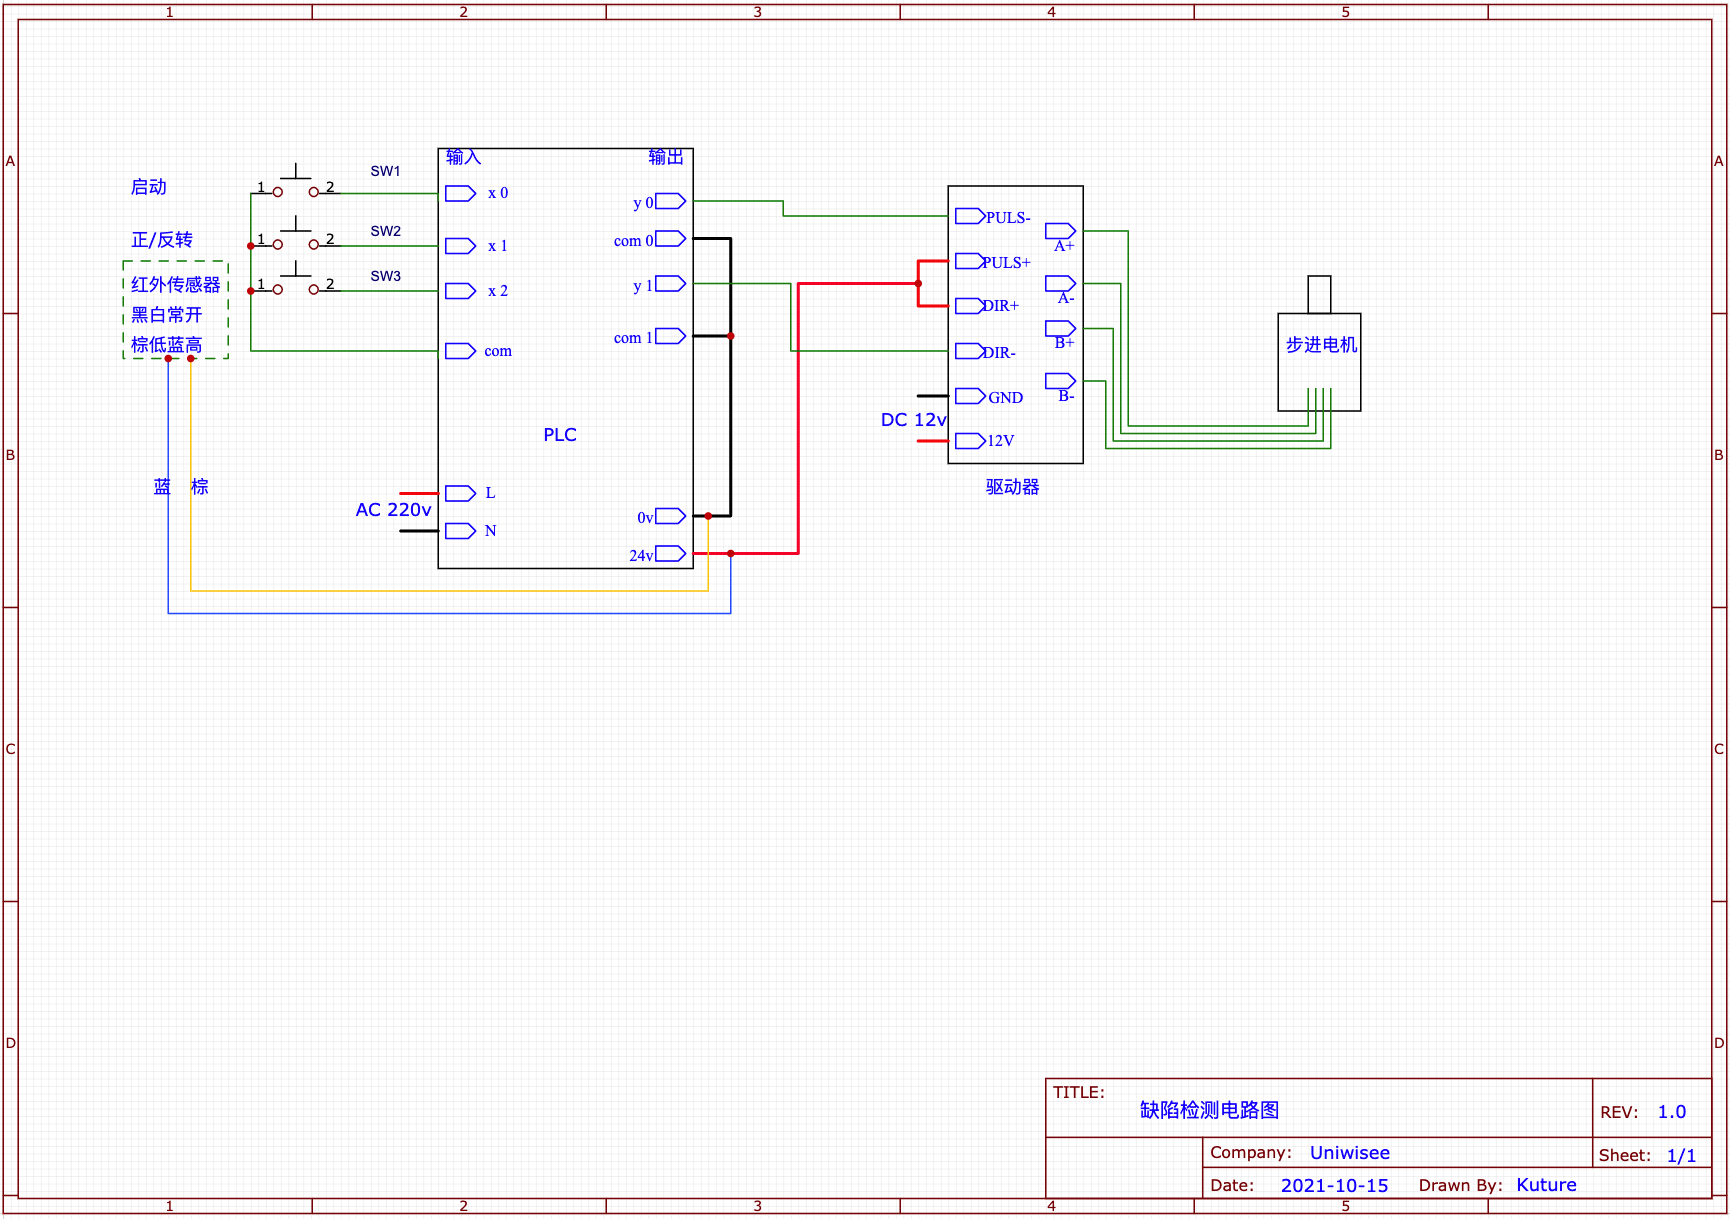 1 2 3 4 5
A A
B B
C C
D D
启动
正/反转
红外传感器
黑白常开
棕低蓝高
蓝 棕
1 2 SW1
1 2 SW2
1 2 SW3
输入 输出
x 0
x 1
x 2
com
PLC
AC 220v
L
N
y 0
com 0
y 1
com 1
0v
24v
PULS-
PULS+
DIR+
DIR-
GND
DC 12v
12V
A+
A-
B+
B-
驱动器
步进电机
TITLE:
缺陷检测电路图
REV: 1.0
Company: Uniwisee
Sheet: 1/1
Date: 2021-10-15 Drawn By: Kuture
1 2 3 4 5